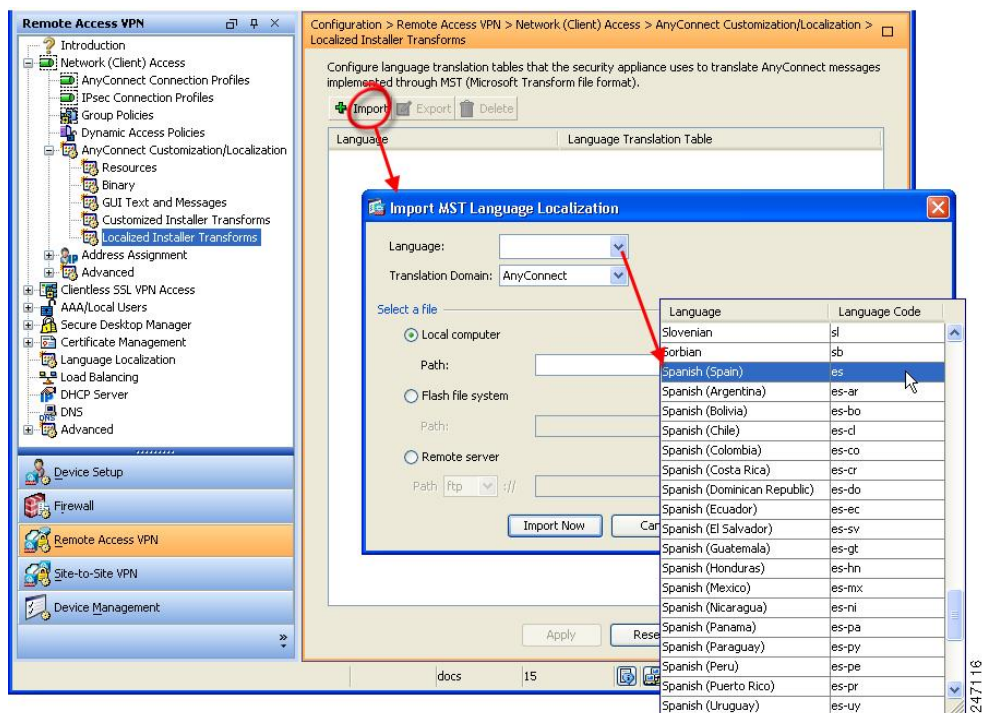 Remote Access VPN
Introduction
Network (Client) Access
AnyConnect Connection Profiles
IPsec Connection Profiles
Group Policies
Dynamic Access Policies
AnyConnect Customization/Localization
Resources
Binary
GUI Text and Messages
Customized Installer Transforms
Localized Installer Transforms
Address Assignment
Advanced
Clientless SSL VPN Access
AAA/Local Users
Secure Desktop Manager
Certificate Management
Language Localization
Load Balancing
DHCP Server
DNS
Advanced
Device Setup
Firewall
Remote Access VPN
Site-to-Site VPN
Device Management
Configuration > Remote Access VPN > Network (Client) Access > AnyConnect Customization/Localization >
Localized Installer Transforms
Configure language translation tables that the security appliance uses to translate AnyConnect messages
implemented through MST (Microsoft Transform file format).
Import Export Delete
Language Language Translation Table
Import MST Language Localization
Language:
Translation Domain: AnyConnect
Select a file
Local computer
Path:
Flash file system
Path:
Remote server
Path ftp ://
Import Now
Language Language Code
Slovenian sl
Sorbian sb
Spanish (Spain) es
Spanish (Argentina) es-ar
Spanish (Bolivia) es-bo
Spanish (Chile) es-cl
Spanish (Colombia) es-co
Spanish (Costa Rica) es-cr
Spanish (Dominican Republic) es-do
Spanish (Ecuador) es-ec
Spanish (El Salvador) es-sv
Spanish (Guatemala) es-gt
Spanish (Honduras) es-hn
Spanish (Mexico) es-mx
Spanish (Nicaragua) es-ni
Spanish (Panama) es-pa
Spanish (Paraguay) es-py
Spanish (Peru) es-pe
Spanish (Puerto Rico) es-pr
Spanish (Uruguay) es-uy
Apply
docs 15
247116